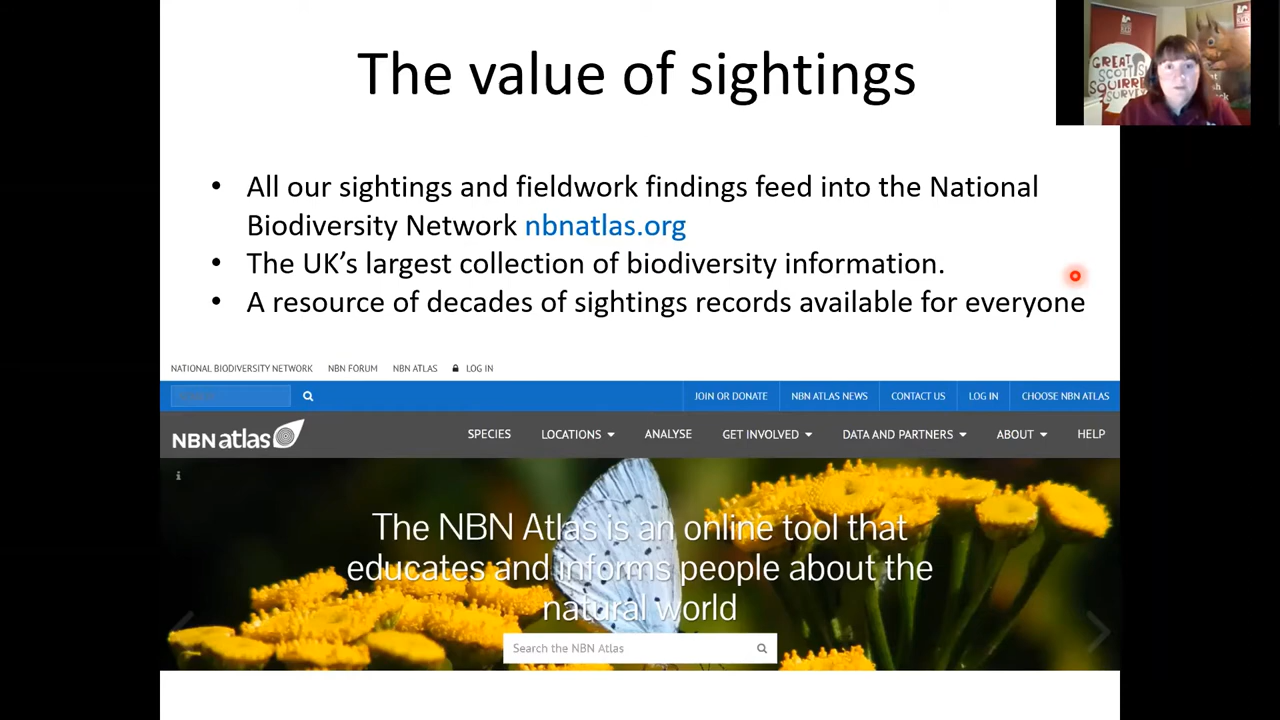 The value of sightings
GREAT
SCOTTISH
SQUIRREL
SURVEY
• All our sightings and fieldwork findings feed into the National
Biodiversity Network nbnatlas.org
• The UK’s largest collection of biodiversity information.
• A resource of decades of sightings records available for everyone
NATIONAL BIODIVERSITY NETWORK NBN FORUM NBN ATLAS LOG IN
JOIN OR DONATE NBN ATLAS NEWS CONTACT US LOG IN CHOOSE NBN ATLAS
NBN atlas SPECIES LOCATIONS ANALYSE GET INVOLVED DATA AND PARTNERS ABOUT HELP
i
The NBN Atlas is an online tool that
educates and informs people about the
natural world
Search the NBN Atlas